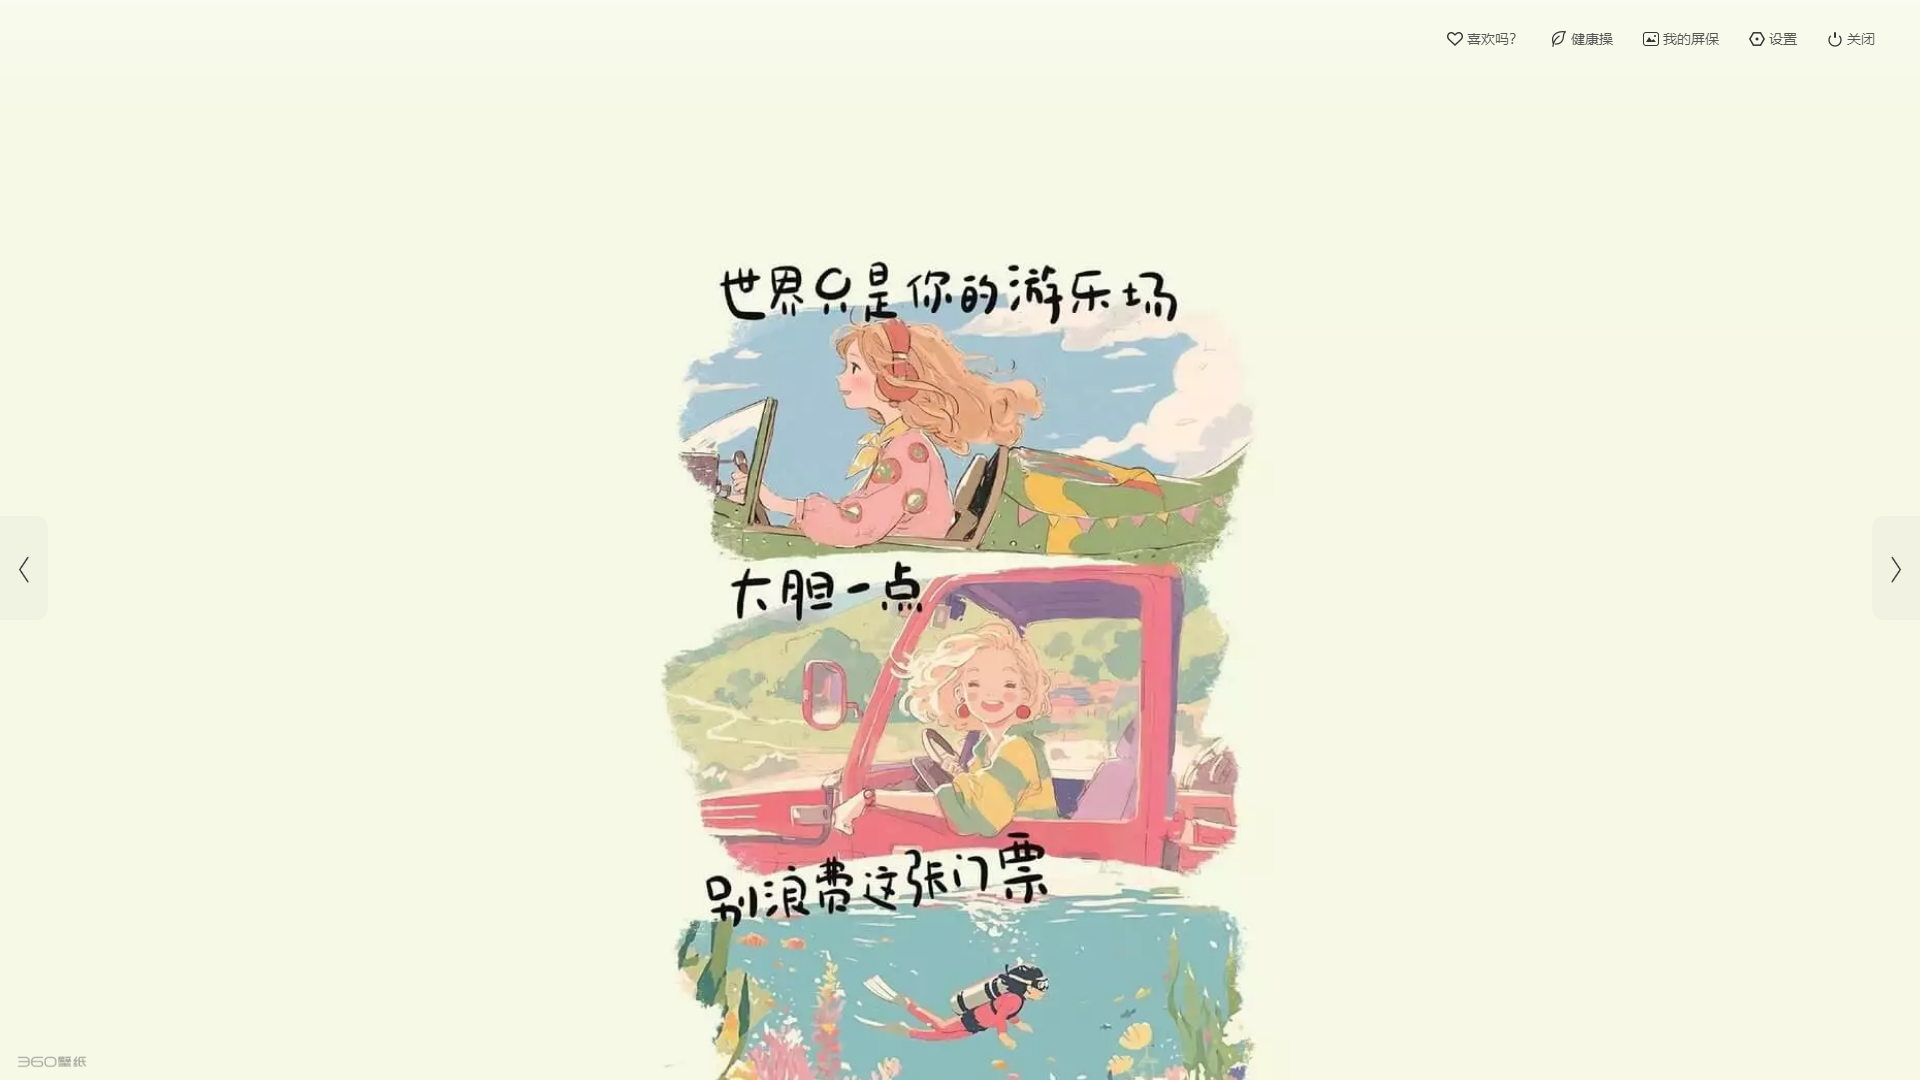 喜欢吗?
健康操
我的屏保
设置
关闭
世界只是你的游乐场
大胆一点
别浪费这张门票
360壁纸